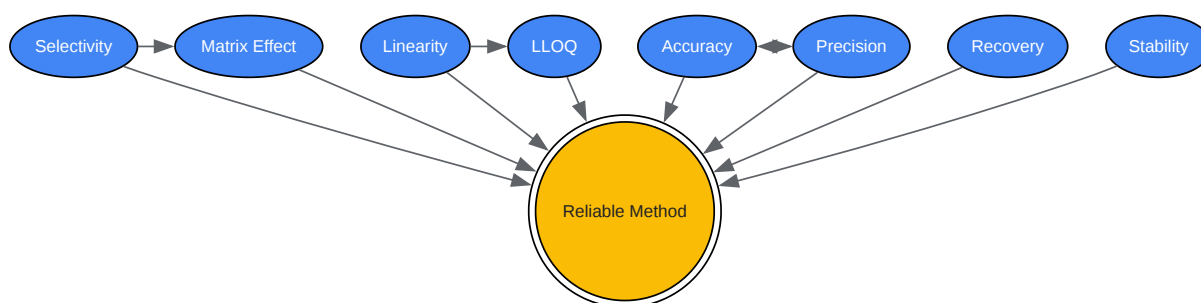 Selectivity
Matrix Effect
Linearity
LLOQ
Accuracy
Precision
Recovery
Stability
Reliable Method